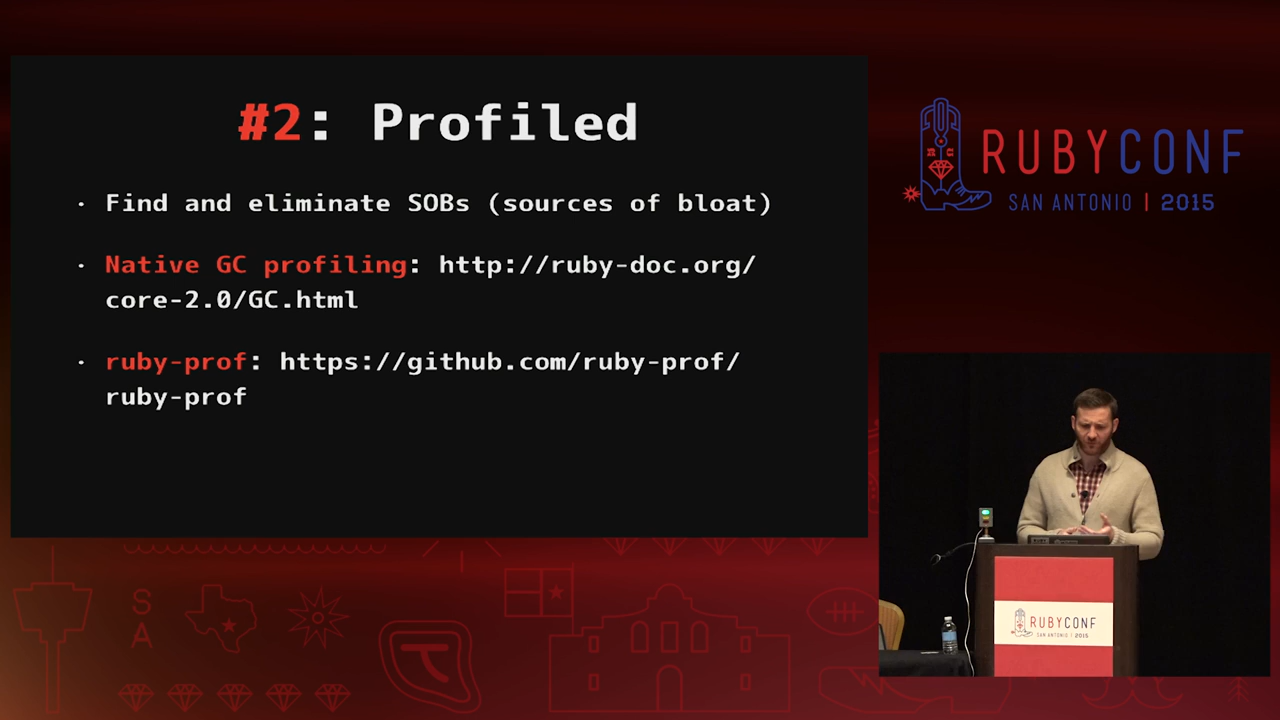 #2: Profiled
· Find and eliminate SOBs (sources of bloat)
· Native GC profiling: http://ruby-doc.org/
core-2.0/GC.html
· ruby-prof: https://github.com/ruby-prof/
ruby-prof
RUBYCONF
SAN ANTONIO | 2015
S
A
RUBYCONF
SAN ANTONIO | 2015